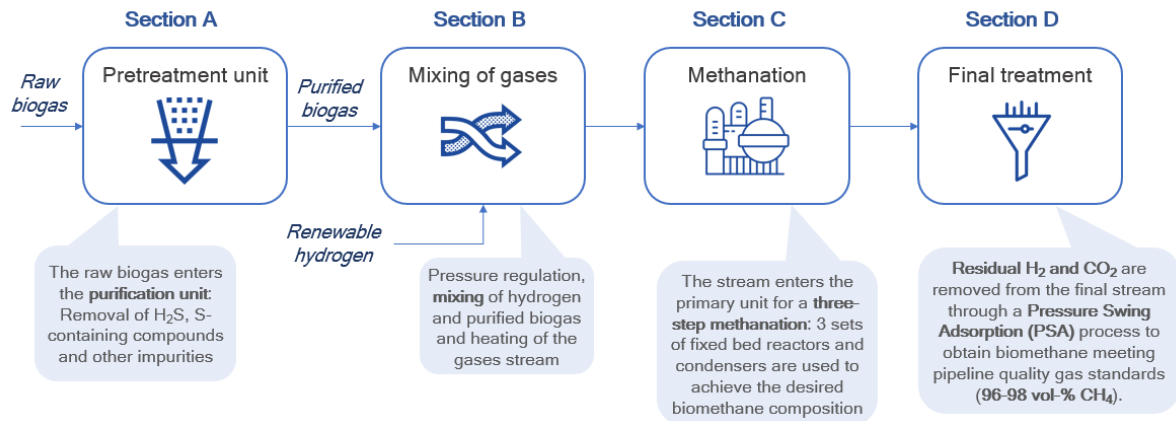 Section A
Section B
Section C
Section D
Raw
biogas
Pretreatment unit
Purified
biogas
Mixing of gases
Methanation
Final treatment
Renewable
hydrogen
The raw biogas enters
the purification unit:
Removal of H₂S, S-
containing compounds
and other impurities
Pressure regulation,
mixing of hydrogen
and purified biogas
and heating of the
gases stream
The stream enters the
primary unit for a three-
step methanation: 3 sets
of fixed bed reactors and
condensers are used to
achieve the desired
biomethane composition
Residual H₂ and CO₂ are
removed from the final stream
through a Pressure Swing
Adsorption (PSA) process to
obtain biomethane meeting
pipeline quality gas standards
(96-98 vol-% CH₄).